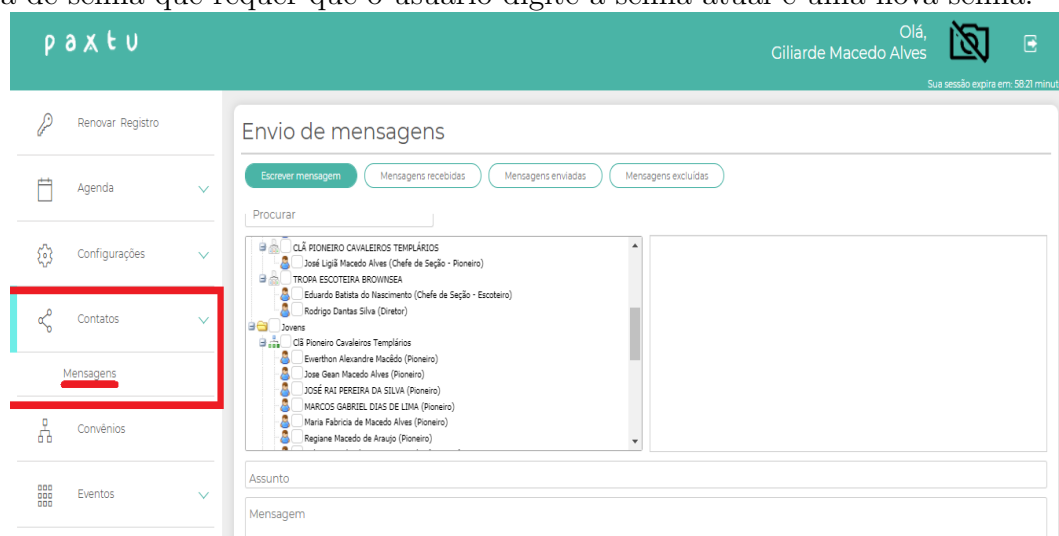 a de senha que requer que o usuário digite a senha atual e uma nova senha.
paxtu
Olá,
Giliarde Macedo Alves
Sua sessão expira em: 58:21 minut
Renovar Registro
Agenda
Configurações
Contatos
Mensagens
Convênios
Eventos
Envio de mensagens
Escrever mensagem
Mensagens recebidas
Mensagens enviadas
Mensagens excluídas
Procurar
CLÃ PIONEIRO CAVALEIROS TEMPLÁRIOS
José Ligiã Macedo Alves (Chefe de Seção - Pioneiro)
TROPA ESCOTEIRA BROWNSEA
Eduardo Batista do Nascimento (Chefe de Seção - Escoteiro)
Rodrigo Dantas Silva (Diretor)
Jovens
Clã Pioneiro Cavaleiros Templários
Ewerthon Alexandre Macêdo (Pioneiro)
Jose Gean Macedo Alves (Pioneiro)
JOSÉ RAI PEREIRA DA SILVA (Pioneiro)
MARCOS GABRIEL DIAS DE LIMA (Pioneiro)
Maria Fabricia de Macedo Alves (Pioneiro)
Regiane Macedo de Araujo (Pioneiro)
Assunto
Mensagem